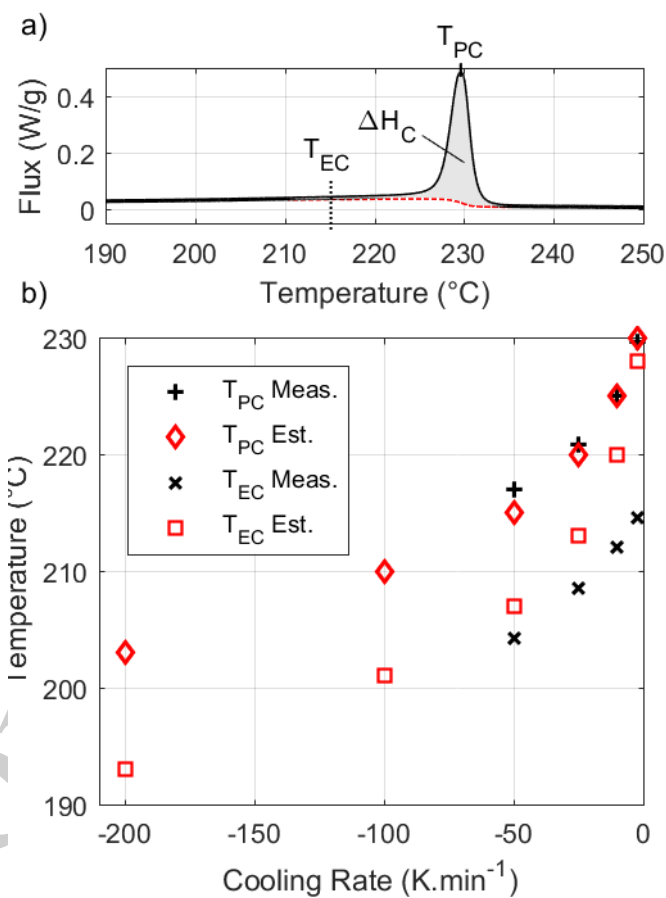 a)
T_PC
Flux (W/g)
0.4
0.2
0
ΔH_C
T_EC
190 200 210 220 230 240 250
Temperature (°C)
b)
Temperature (°C)
230
220
210
200
190
T_PC Meas.
T_PC Est.
T_EC Meas.
T_EC Est.
-200 -150 -100 -50 0
Cooling Rate (K.min⁻¹)